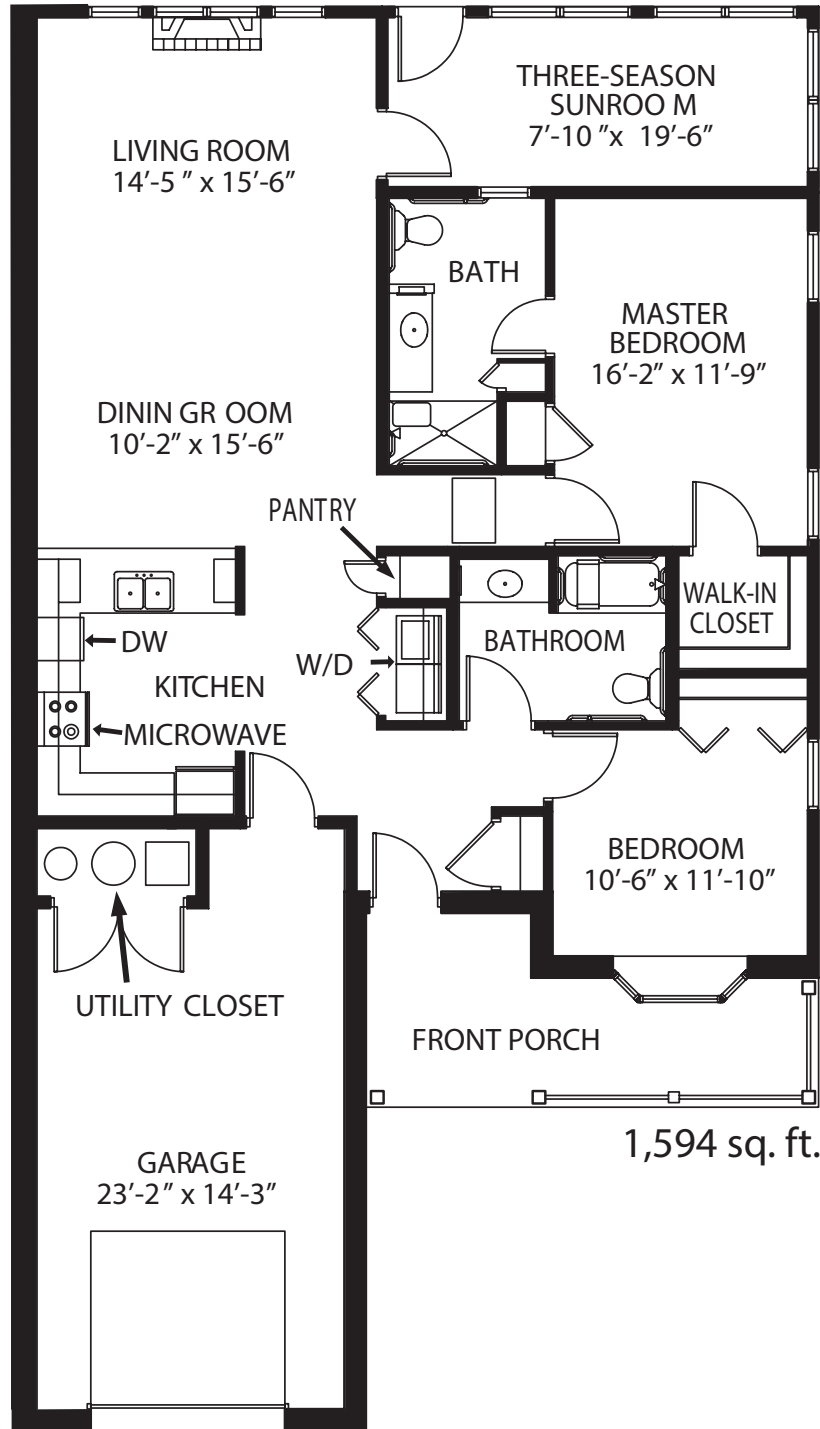 THREE-SEASON
SUNROO M
7’-10 ”x 19’-6”
LIVING ROOM
14’-5 ” x 15’-6”
BATH
MASTER
BEDROOM
16’-2” x 11’-9”
DININ GR OOM
10’-2” x 15’-6”
PANTRY
WALK-IN
CLOSET
DW
BATHROOM
W/D
KITCHEN
MICROWAVE
BEDROOM
10’-6” x 11’-10”
UTILITY CLOSET
FRONT PORCH
1,594 sq. ft.
GARAGE
23’-2” x 14’-3”